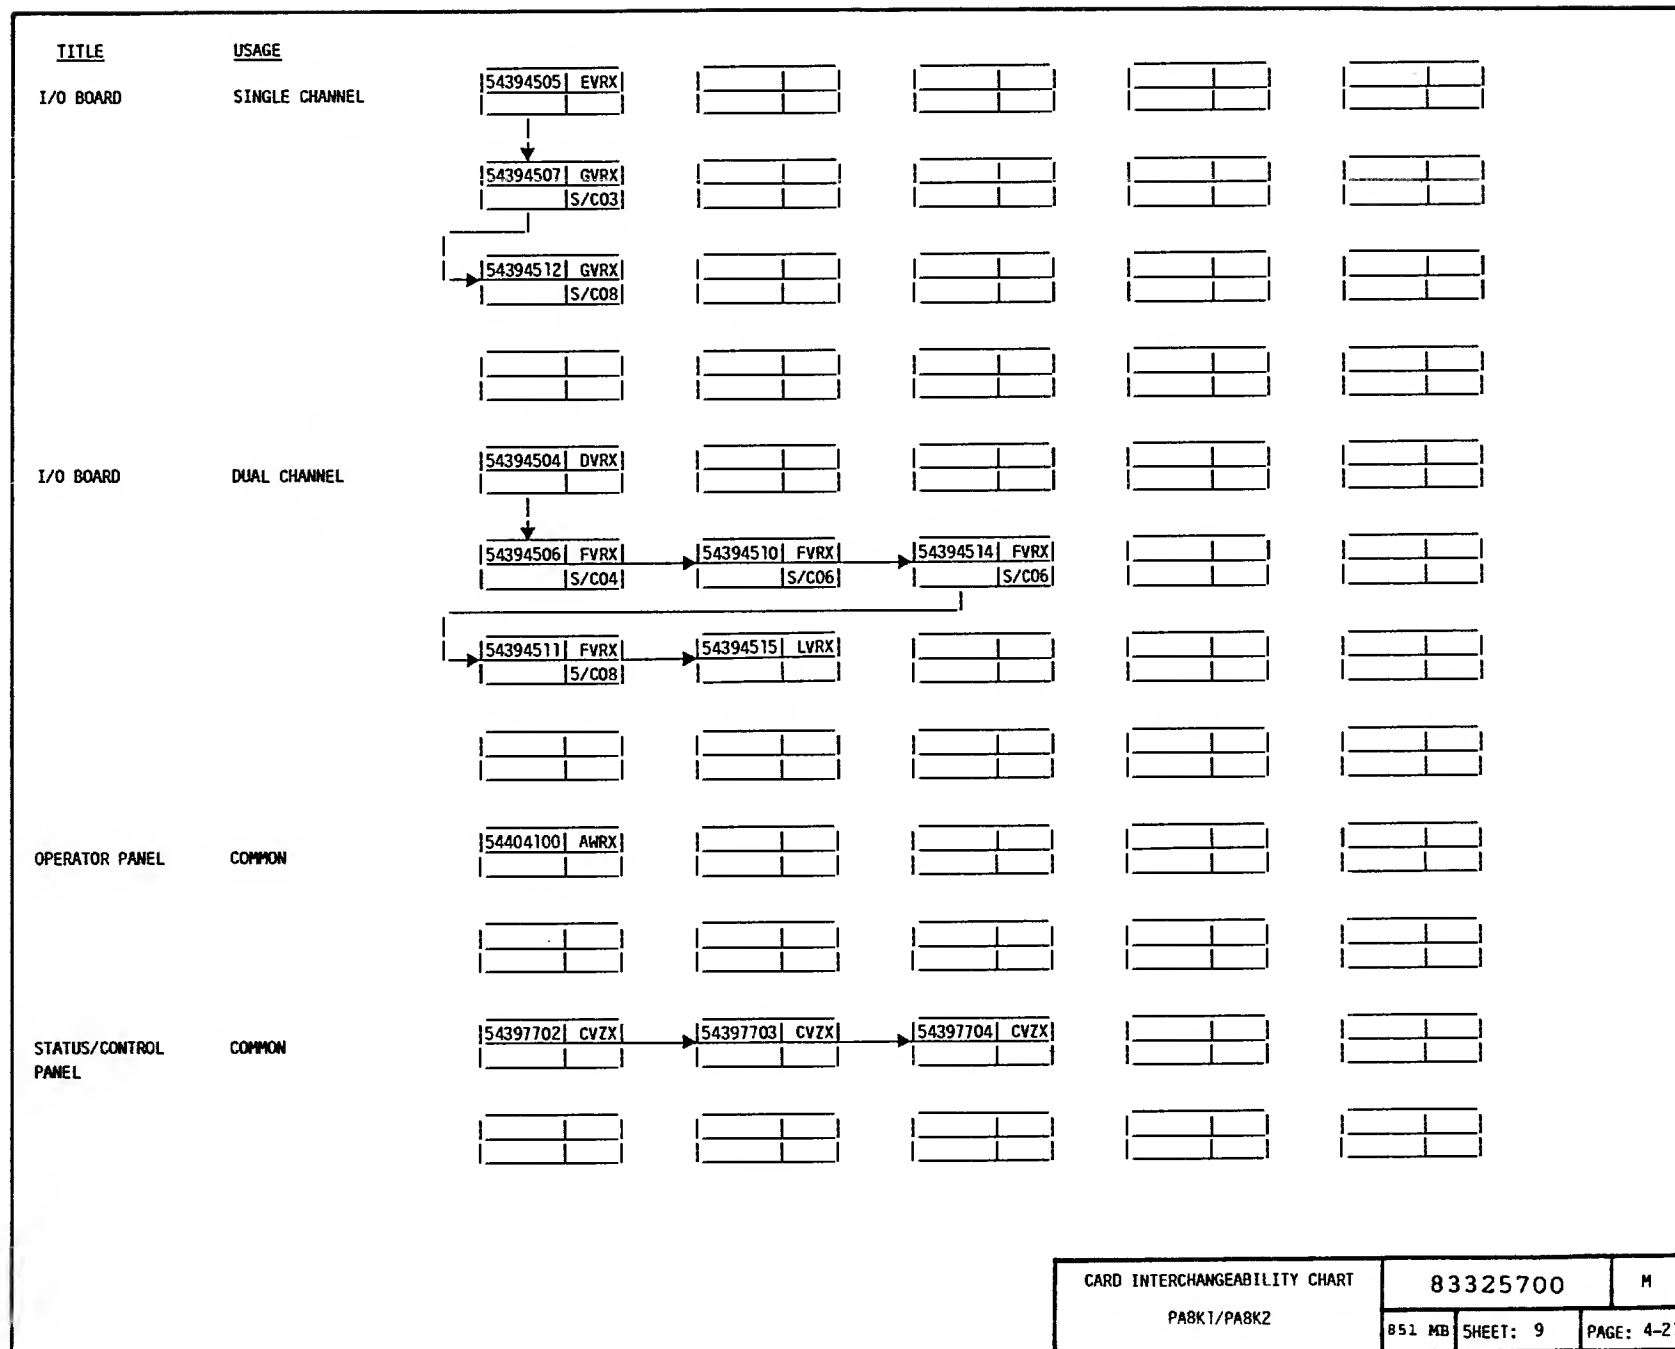 TITLE USAGE
I/O BOARD SINGLE CHANNEL
54394505 EVRX
54394507 GVRX
S/C03
54394512 GVRX
S/C08
I/O BOARD DUAL CHANNEL
54394504 DVRX
54394506 FVRX 54394510 FVRX 54394514 FVRX
S/C04 S/C06 S/C06
54394511 FVRX 54394515 LVRX
5/C08
OPERATOR PANEL COMMON
54404100 AWRX
STATUS/CONTROL COMMON
PANEL
54397702 CVZX 54397703 CVZX 54397704 CVZX
CARD INTERCHANGEABILITY CHART
PA8K1/PA8K2
83325700 M
851 MB SHEET: 9 PAGE: 4-2